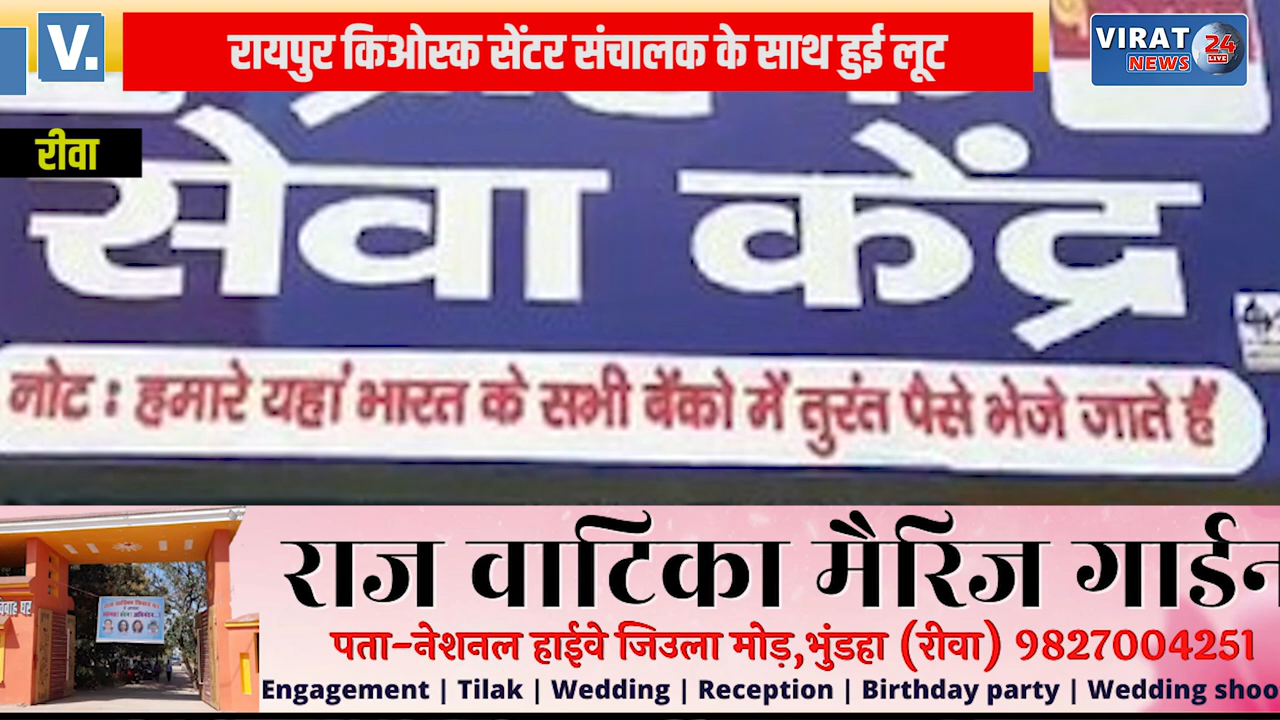 V.
रायपुर किओस्क सेंटर संचालक के साथ हुई लूट
VIRAT
NEWS
24
LIVE
रीवा
सेवा केंद्र
नोट : हमारे यहां भारत के सभी बैंको में तुरंत पैसे भेजे जाते हैं
राज वाटिका मैरिज गार्डन
पता-नेशनल हाईवे जिउला मोड़,भुंडहा (रीवा) 9827004251
Engagement | Tilak | Wedding | Reception | Birthday party | Wedding shoo